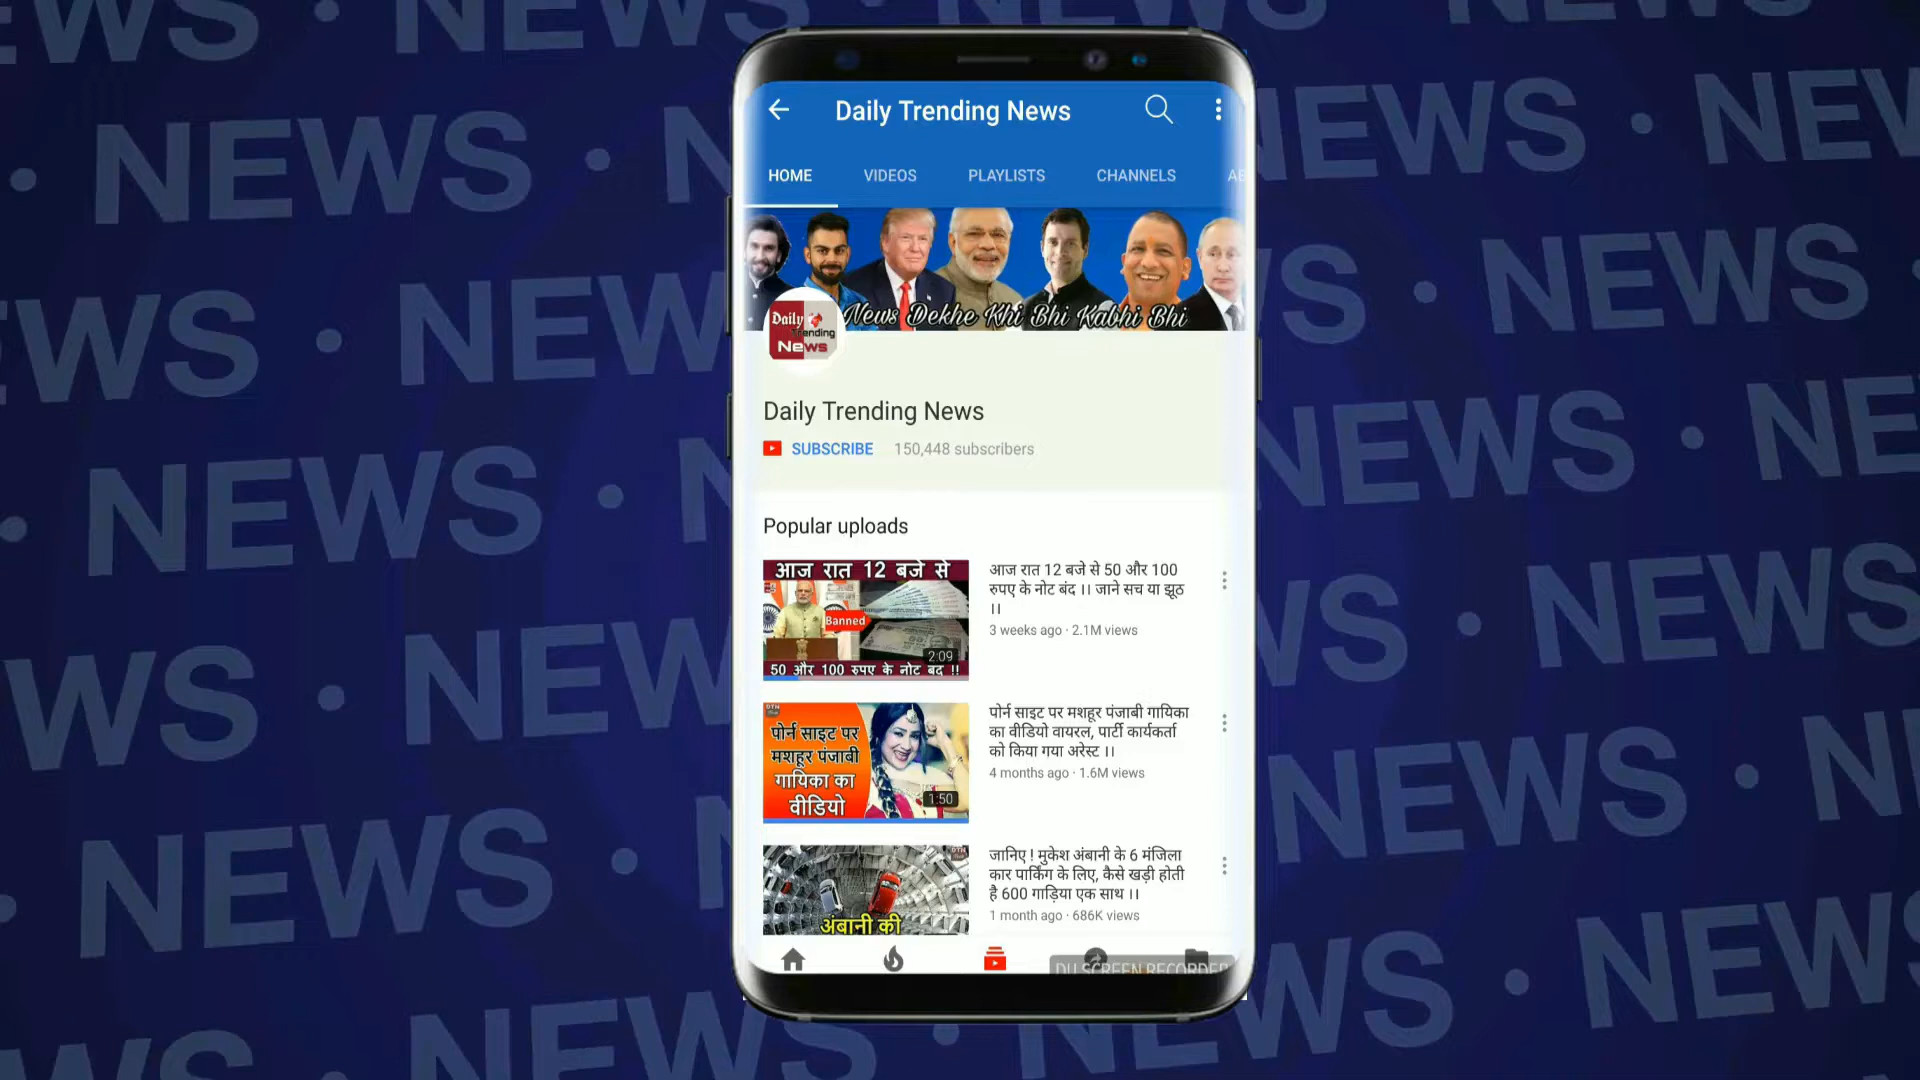 NEWS
Daily Trending News
HOME VIDEOS PLAYLISTS CHANNELS
News Dekhe Khi Bhi Kabhi Bhi
Daily
Trending
News
Daily Trending News
SUBSCRIBE 150,448 subscribers
Popular uploads
आज रात 12 बजे से
Banned
2:09
50 और 100 रुपए के नोट बंद !!
आज रात 12 बजे से 50 और 100
रुपए के नोट बंद ।। जाने सच या झूठ
।।
3 weeks ago · 2.1M views
DTN
पोर्न साइट पर
मशहूर पंजाबी
गायिका का
वीडियो
1:50
पोर्न साइट पर मशहूर पंजाबी गायिका
का वीडियो वायरल, पार्टी कार्यकर्ता
को किया गया अरेस्ट ।।
4 months ago · 1.6M views
DTN
अंबानी की
जानिए ! मुकेश अंबानी के 6 मंजिला
कार पार्किंग के लिए, कैसे खड़ी होती
है 600 गाड़िया एक साथ ।।
1 month ago · 686K views
DU SCREEN RECORDER